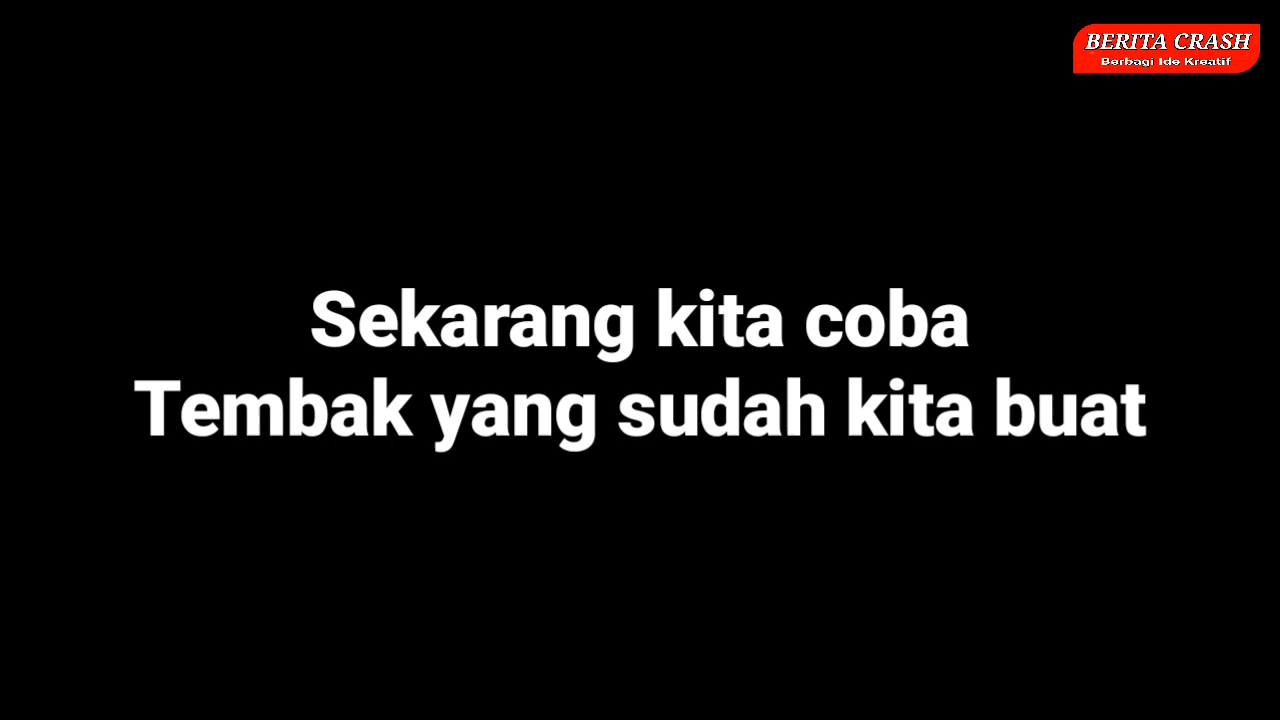 BERITA CRASH
Berbagi Ide Kreatif
Sekarang kita coba
Tembak yang sudah kita buat